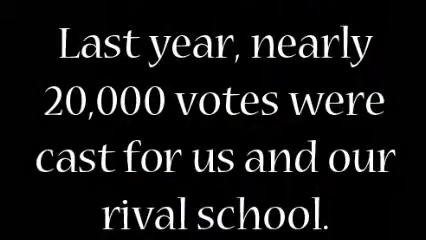 Last year, nearly
20,000 votes were
cast for us and our
rival school.